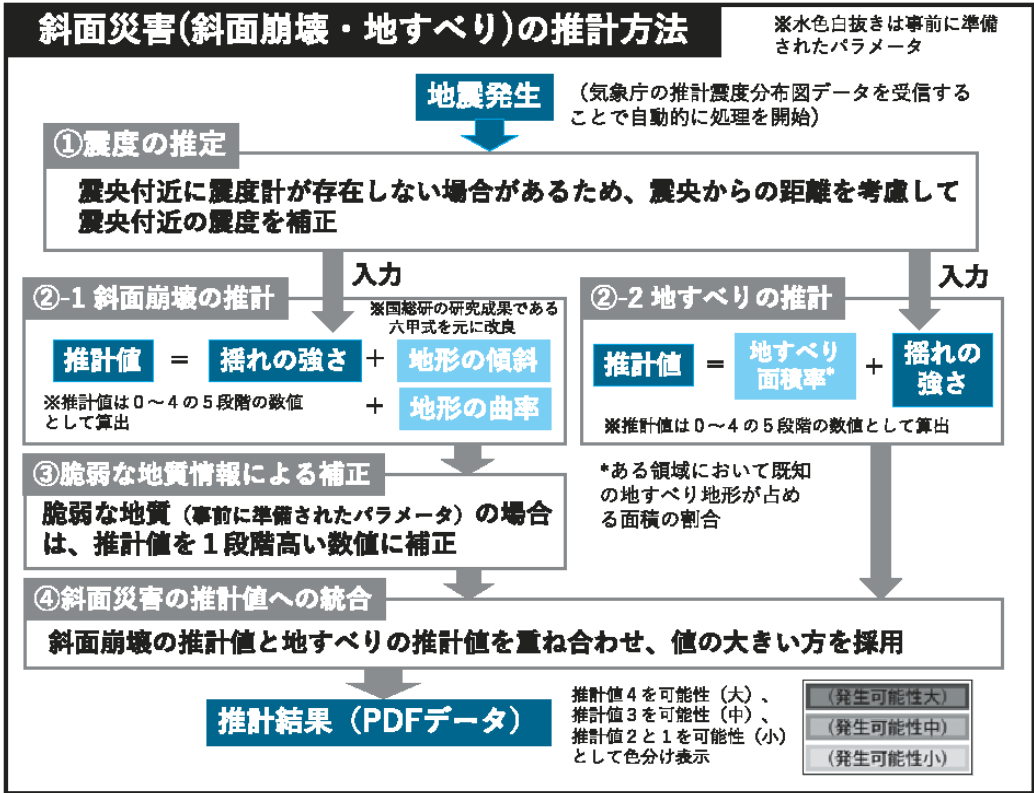 斜面災害(斜面崩壊・地すべり)の推計方法
※水色白抜きは事前に準備
されたパラメータ
地震発生
（気象庁の推計震度分布図データを受信する
ことで自動的に処理を開始）
①震度の推定
震央付近に震度計が存在しない場合があるため、震央からの距離を考慮して
震央付近の震度を補正
入力
入力
②-1 斜面崩壊の推計
※国総研の研究成果である
六甲式を元に改良
推計値 ＝ 揺れの強さ ＋ 地形の傾斜
＋ 地形の曲率
※推計値は０～４の５段階の数値
として算出
②-2 地すべりの推計
推計値 ＝ 地すべり
面積率* ＋ 揺れの
強さ
※推計値は０～４の５段階の数値として算出
③脆弱な地質情報による補正
脆弱な地質（事前に準備されたパラメータ）の場合
は、推計値を１段階高い数値に補正
*ある領域において既知
の地すべり地形が占め
る面積の割合
④斜面災害の推計値への統合
斜面崩壊の推計値と地すべりの推計値を重ね合わせ、値の大きい方を採用
推計結果（PDFデータ）
推計値４を可能性（大）、
推計値３を可能性（中）、
推計値２と１を可能性（小）
として色分け表示
(発生可能性大)
(発生可能性中)
(発生可能性小)